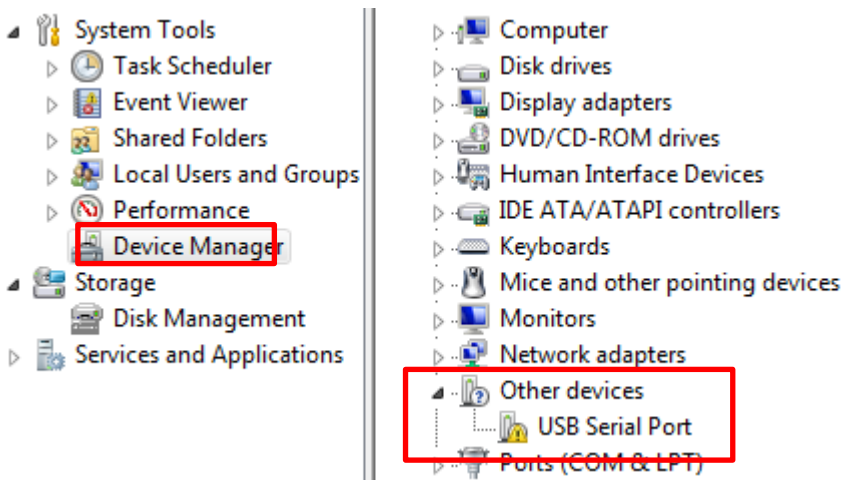 System Tools
Task Scheduler
Event Viewer
Shared Folders
Local Users and Groups
Performance
Device Manager
Storage
Disk Management
Services and Applications
Computer
Disk drives
Display adapters
DVD/CD-ROM drives
Human Interface Devices
IDE ATA/ATAPI controllers
Keyboards
Mice and other pointing devices
Monitors
Network adapters
Other devices
USB Serial Port
Ports (COM & LPT)